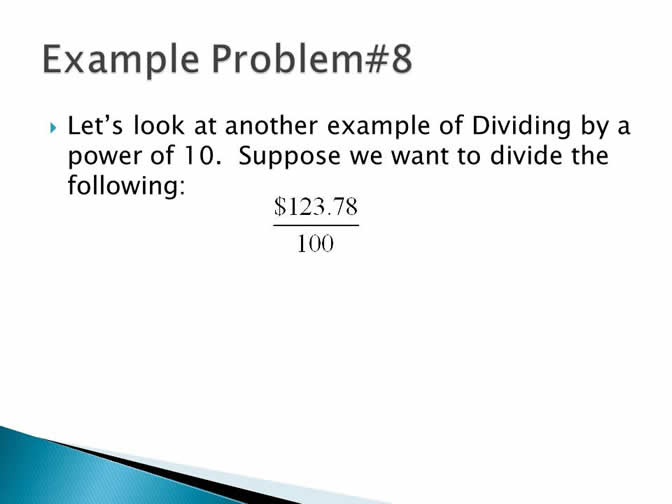 Example Problem#8
Let's look at another example of Dividing by a
power of 10.  Suppose we want to divide the
following:
$123.78
100